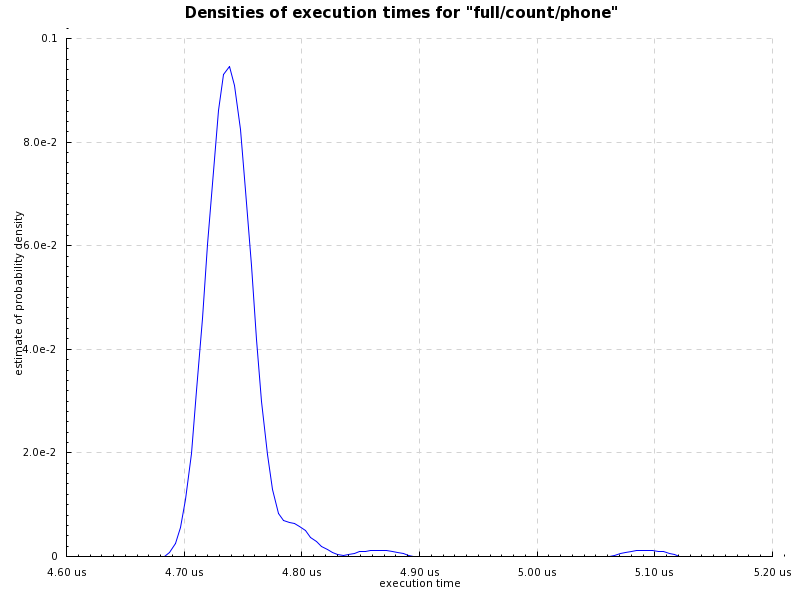 Densities of execution times for "full/count/phone"
0.1
8.0e-2
6.0e-2
4.0e-2
2.0e-2
0
estimate of probability density
4.60 us 4.70 us 4.80 us 4.90 us 5.00 us 5.10 us 5.20 us
execution time